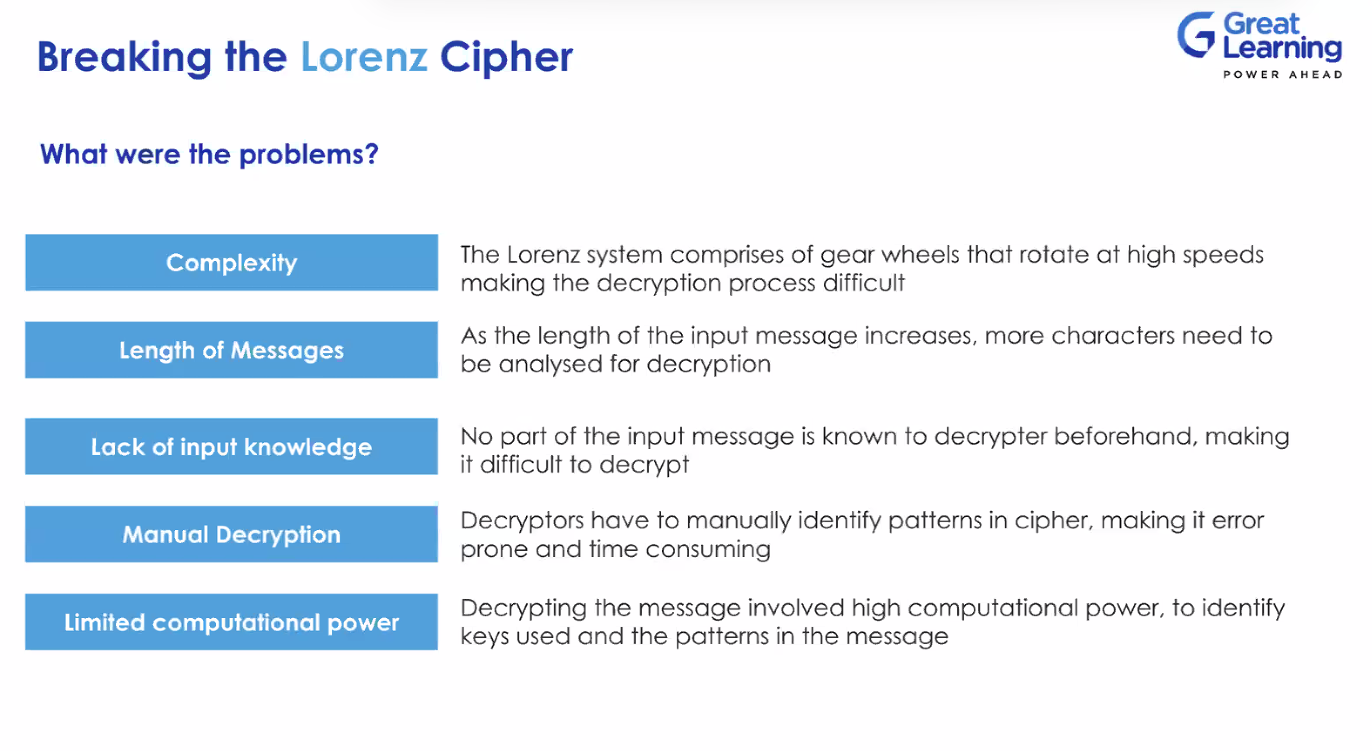 Great
Learning
POWER AHEAD
Breaking the Lorenz Cipher
What were the problems?
Complexity
The Lorenz system comprises of gear wheels that rotate at high speeds
making the decryption process difficult
Length of Messages
As the length of the input message increases, more characters need to
be analysed for decryption
Lack of input knowledge
No part of the input message is known to decrypter beforehand, making
it difficult to decrypt
Manual Decryption
Decryptors have to manually identify patterns in cipher, making it error
prone and time consuming
Limited computational power
Decrypting the message involved high computational power, to identify
keys used and the patterns in the message